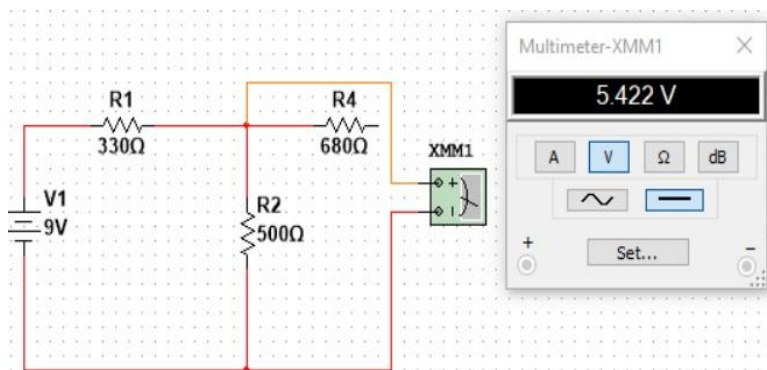 R1
330Ω
R4
680Ω
XMM1
V1
9V
R2
500Ω
Multimeter-XMM1
5.422 V
A V Ω dB
Set...